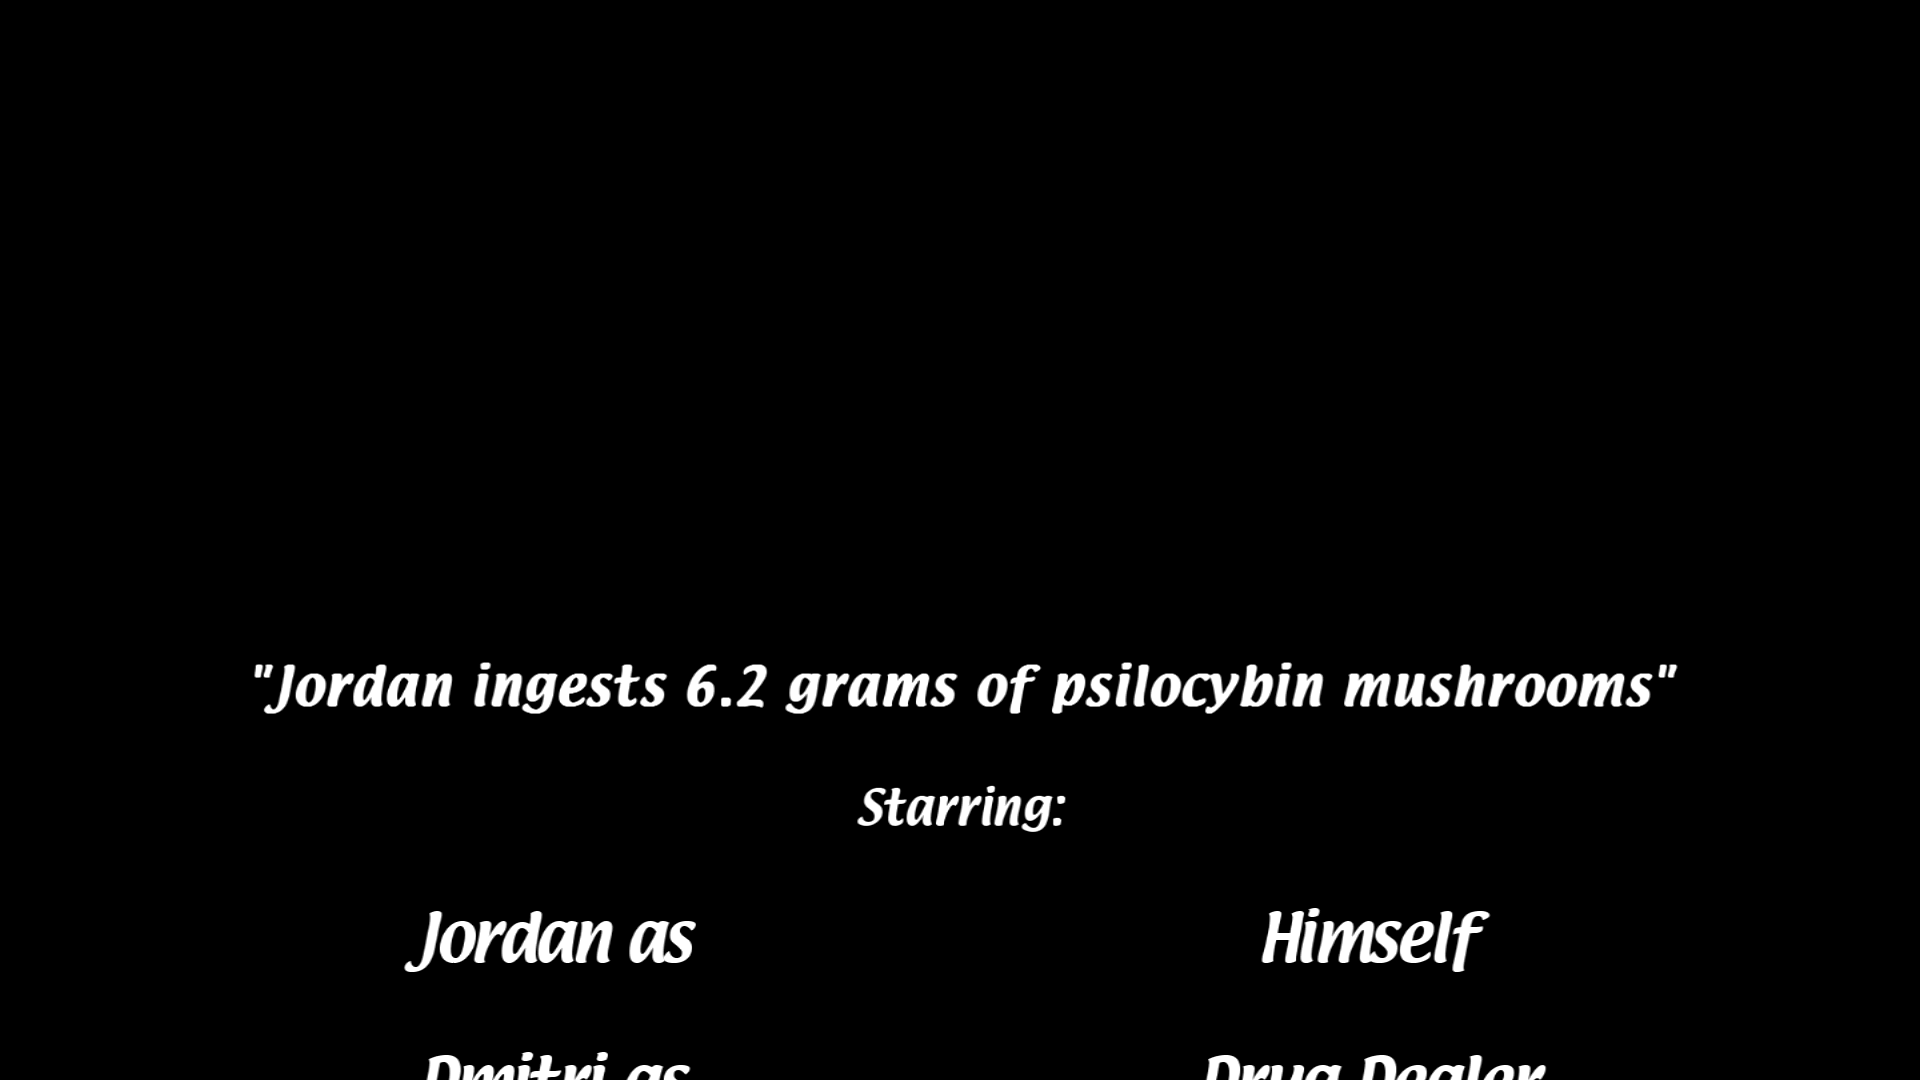 "Jordan ingests 6.2 grams of psilocybin mushrooms"
Starring:
Jordan as Himself
Dmitri as Drug Dealer